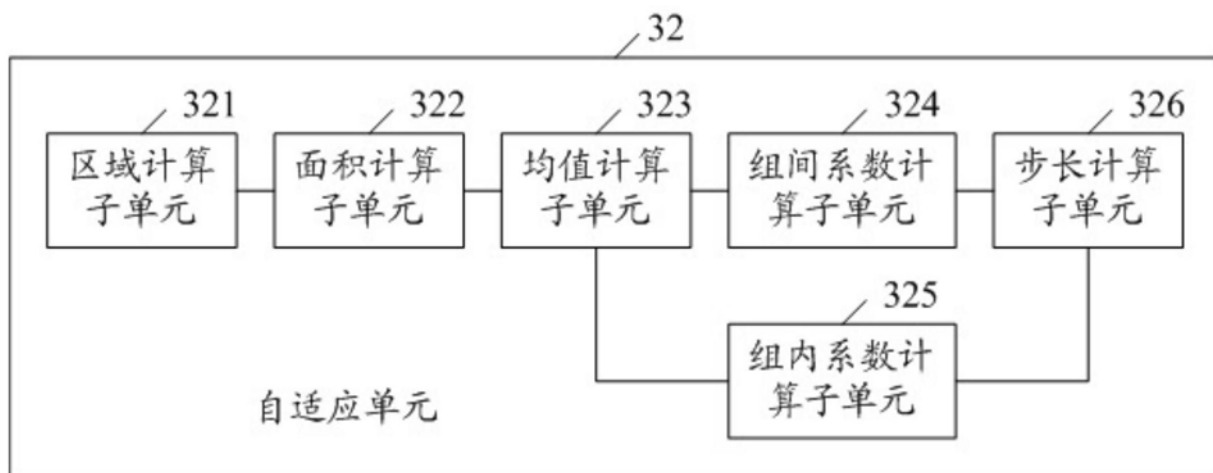 32
321
322
323
324
326
区域计算
子单元
面积计算
子单元
均值计算
子单元
组间系数计
算子单元
步长计算
子单元
325
组内系数计
算子单元
自适应单元